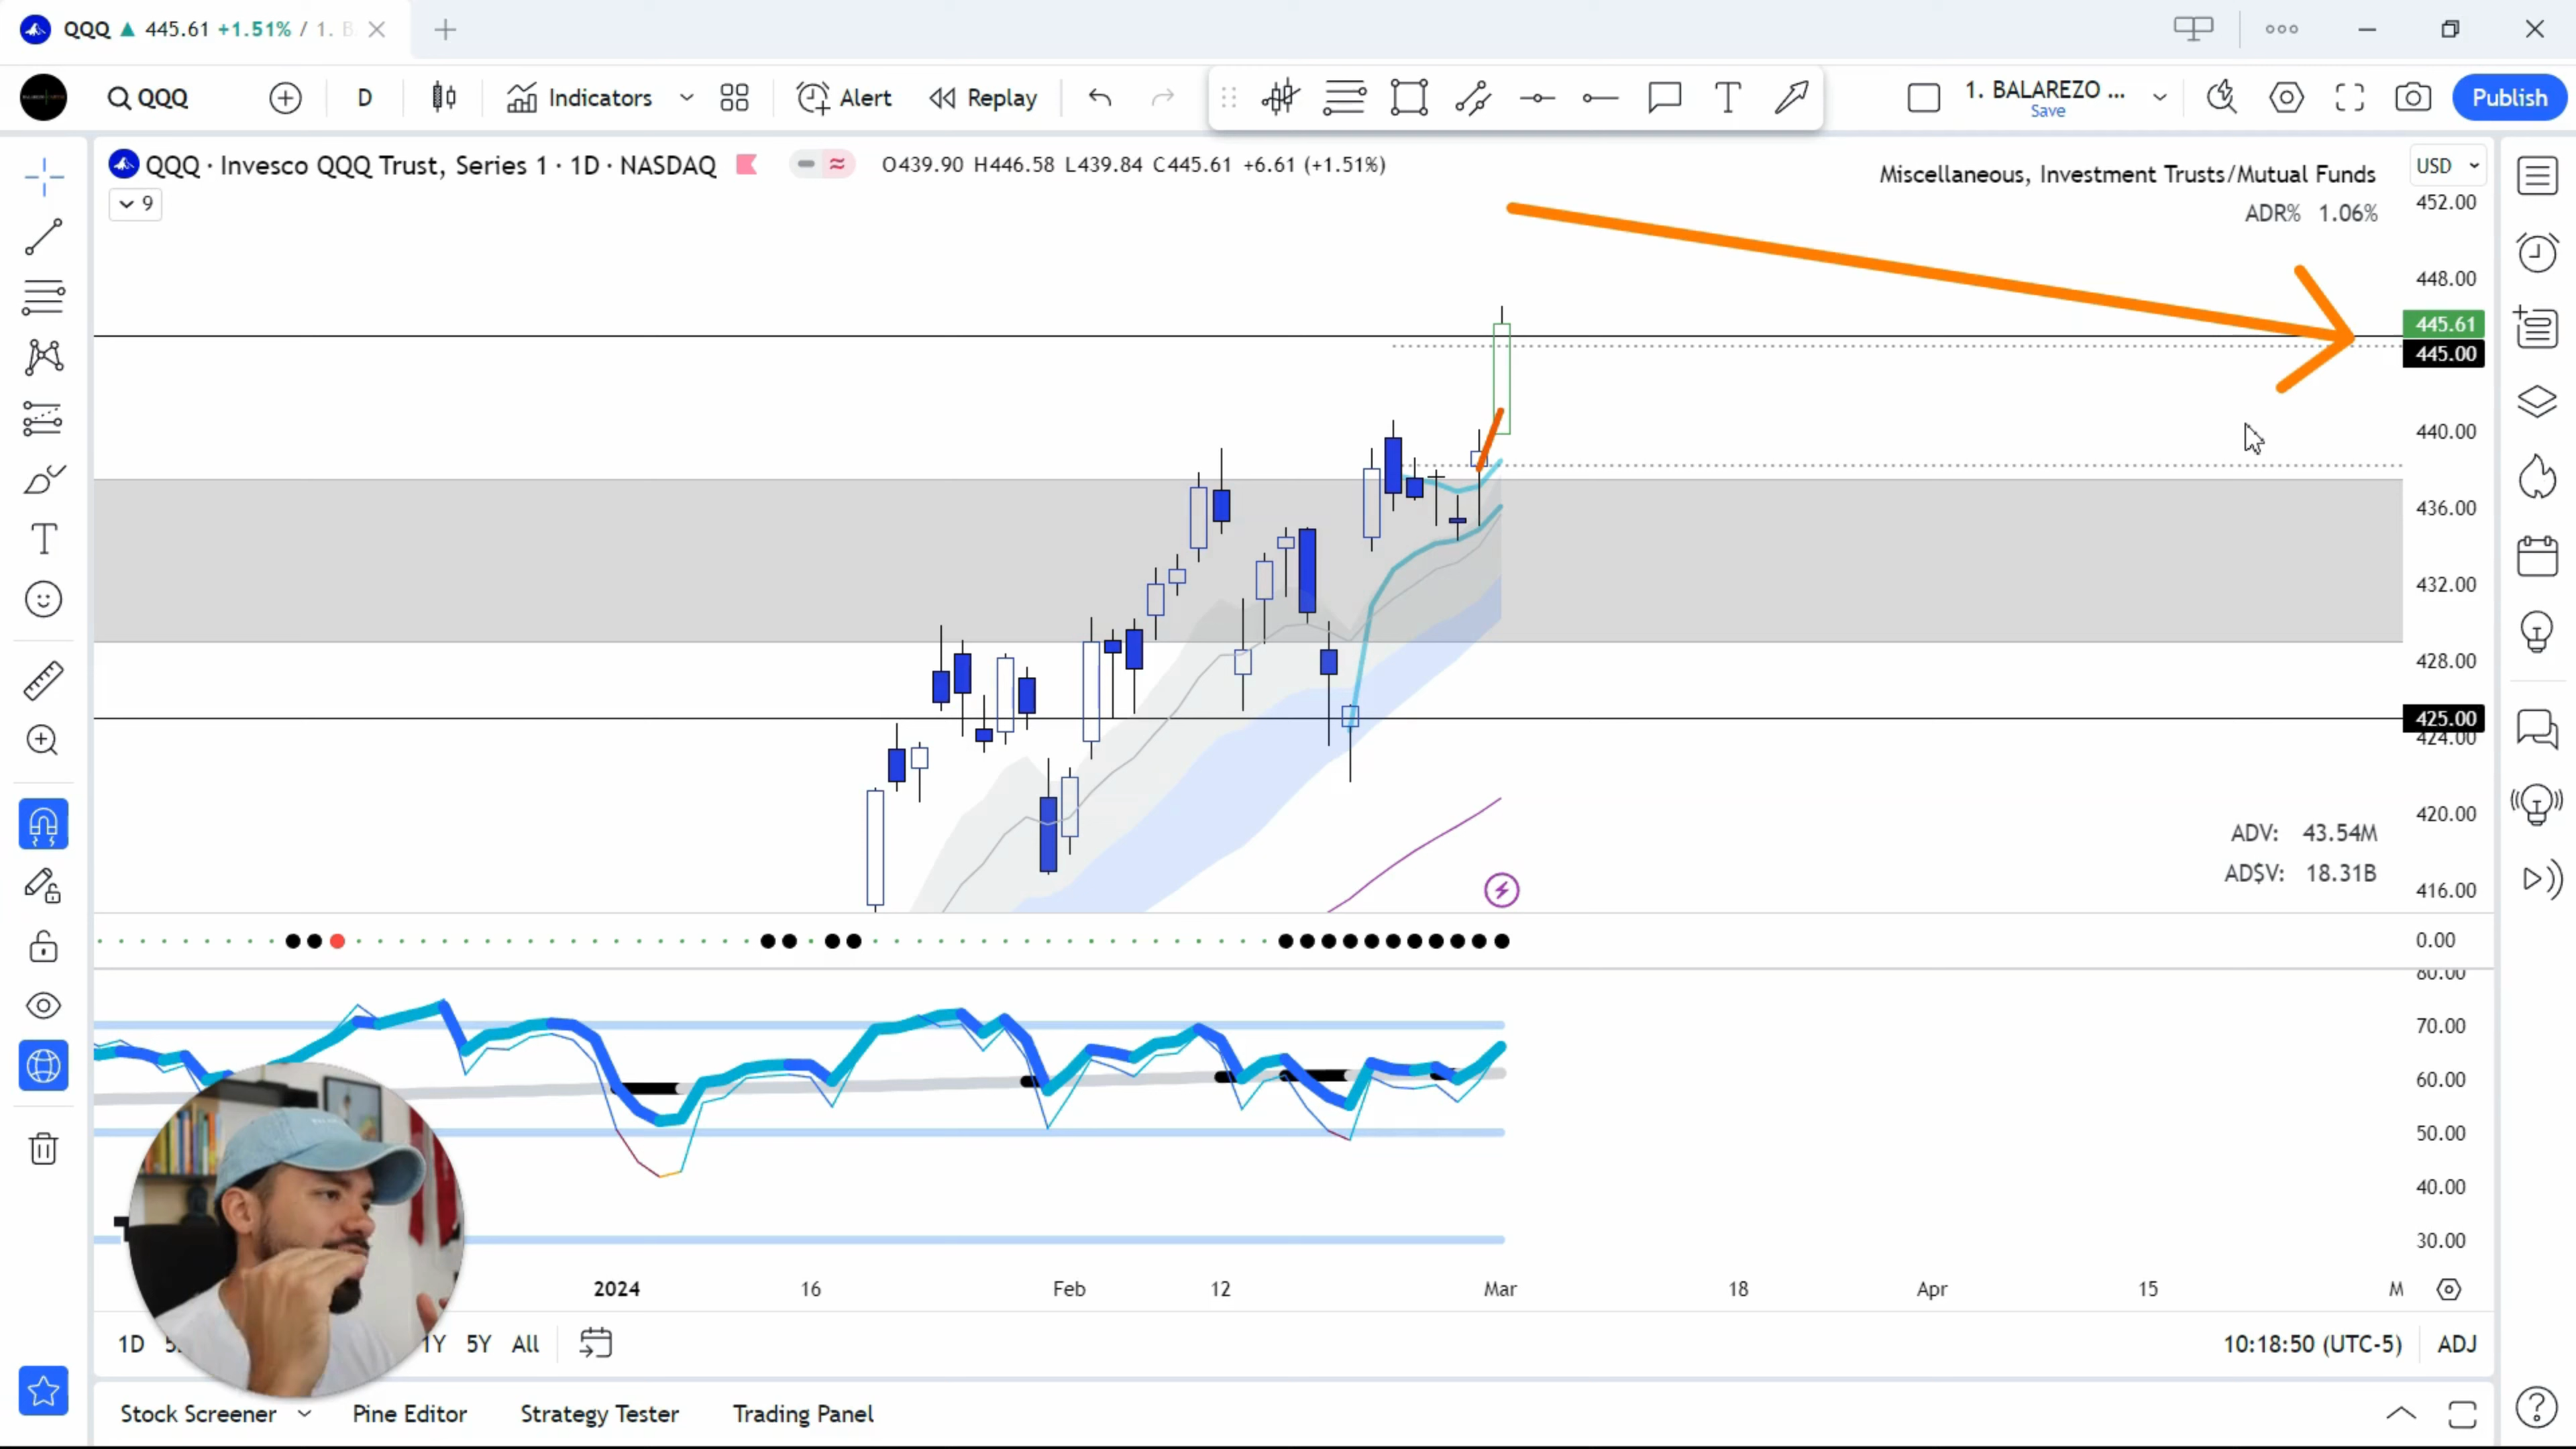 QQQ ▲ 445.61 +1.51% / 1. B
QQQ D Indicators Alert Replay 1. BALAREZO ... Save Publish
QQQ · Invesco QQQ Trust, Series 1 · 1D · NASDAQ O439.90 H446.58 L439.84 C445.61 +6.61 (+1.51%)
9
Miscellaneous, Investment Trusts/Mutual Funds
ADR% 1.06%
USD
452.00
448.00
445.61
445.00
440.00
436.00
432.00
428.00
425.00
424.00
420.00
416.00
ADV: 43.54M
AD$V: 18.31B
0.00
80.00
70.00
60.00
50.00
40.00
30.00
2024 16 Feb 12 Mar 18 Apr 15 M
1D 5 1Y 5Y All 10:18:50 (UTC-5) ADJ
Stock Screener Pine Editor Strategy Tester Trading Panel